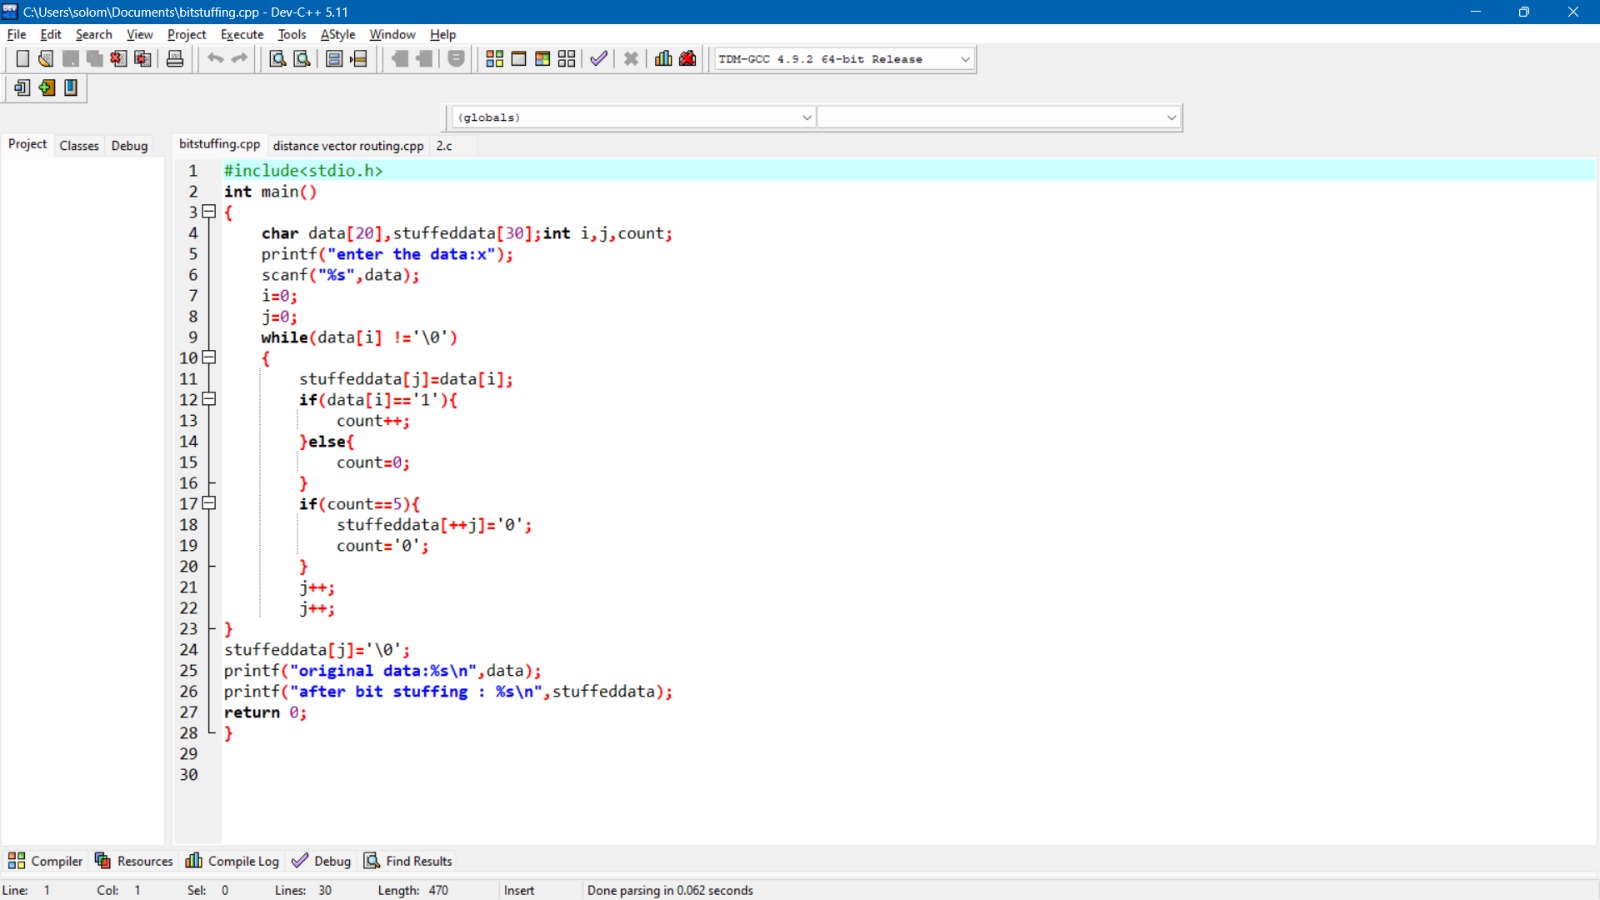 C:\Users\solom\Documents\bitstuffing.cpp - Dev-C++ 5.11
File Edit Search View Project Execute Tools AStyle Window Help
TDM-GCC 4.9.2 64-bit Release
(globals)
Project Classes Debug
bitstuffing.cpp distance vector routing.cpp 2.c
1 #include<stdio.h>
2 int main()
3 {
4 char data[20],stuffeddata[30];int i,j,count;
5 printf("enter the data:x");
6 scanf("%s",data);
7 i=0;
8 j=0;
9 while(data[i] !='\0')
10 {
11 stuffeddata[j]=data[i];
12 if(data[i]=='1'){
13 count++;
14 }else{
15 count=0;
16 }
17 if(count==5){
18 stuffeddata[++j]='0';
19 count='0';
20 }
21 j++;
22 j++;
23 }
24 stuffeddata[j]='\0';
25 printf("original data:%s\n",data);
26 printf("after bit stuffing : %s\n",stuffeddata);
27 return 0;
28 }
29
30
Compiler Resources Compile Log Debug Find Results
Line: 1 Col: 1 Sel: 0 Lines: 30 Length: 470 Insert Done parsing in 0.062 seconds